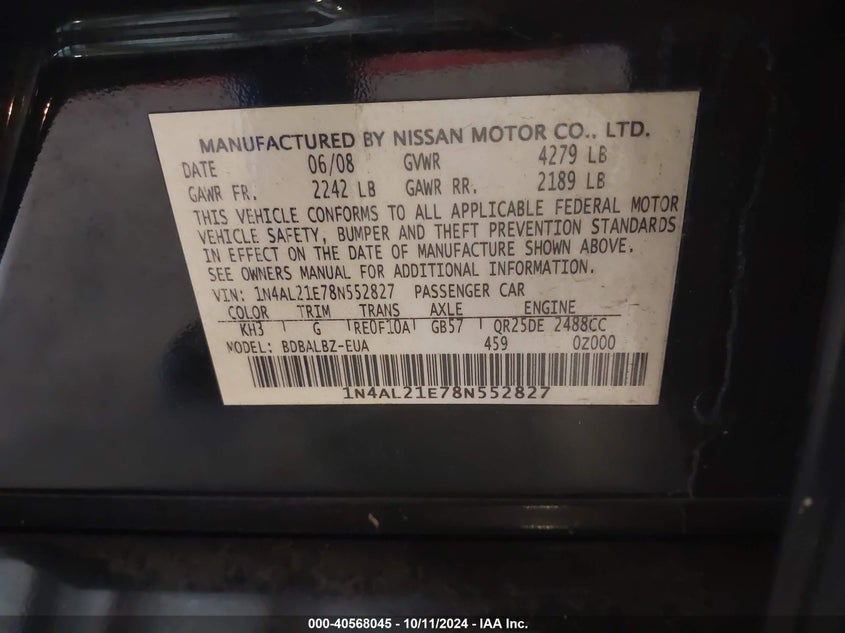 MANUFACTURED BY NISSAN MOTOR CO., LTD.
DATE 06/08 GVWR 4279 LB
GAWR FR. 2242 LB GAWR RR. 2189 LB
THIS VEHICLE CONFORMS TO ALL APPLICABLE FEDERAL MOTOR
VEHICLE SAFETY, BUMPER AND THEFT PREVENTION STANDARDS
IN EFFECT ON THE DATE OF MANUFACTURE SHOWN ABOVE.
SEE OWNERS MANUAL FOR ADDITIONAL INFORMATION.
VIN: 1N4AL21E78N552827 PASSENGER CAR
COLOR TRIM TRANS AXLE ENGINE
KH3 G RE0F10A GB57 QR25DE 2488CC
MODEL: BDBALBZ-EUA 459 0Z000
1N4AL21E78N552827
000-40568045 - 10/11/2024 - IAA Inc.